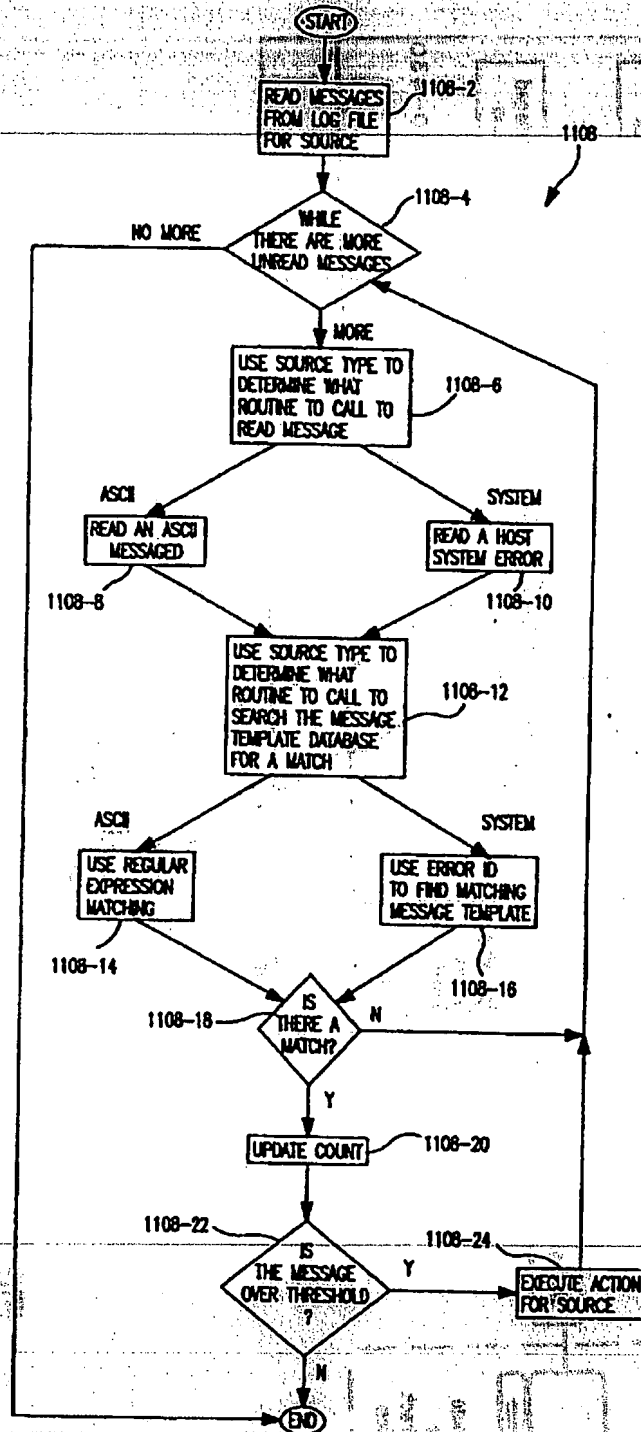 START
READ MESSAGES
FROM LOG FILE
FOR SOURCE
1108-2
1108
1108-4
WHILE
THERE ARE MORE
UNREAD MESSAGES
NO MORE
MORE
USE SOURCE TYPE TO
DETERMINE WHAT
ROUTINE TO CALL TO
READ MESSAGE
1108-6
ASCII
SYSTEM
READ AN ASCII
MESSAGED
READ A HOST
SYSTEM ERROR
1108-8
1108-10
USE SOURCE TYPE TO
DETERMINE WHAT
ROUTINE TO CALL TO
SEARCH THE MESSAGE
TEMPLATE DATABASE
FOR A MATCH
1108-12
ASCII
SYSTEM
USE REGULAR
EXPRESSION
MATCHING
USE ERROR ID
TO FIND MATCHING
MESSAGE TEMPLATE
1108-14
1108-16
1108-18
IS
THERE A
MATCH?
N
Y
UPDATE COUNT
1108-20
1108-22
IS
THE MESSAGE
OVER THRESHOLD
?
Y
1108-24
EXECUTE ACTION
FOR SOURCE
N
END